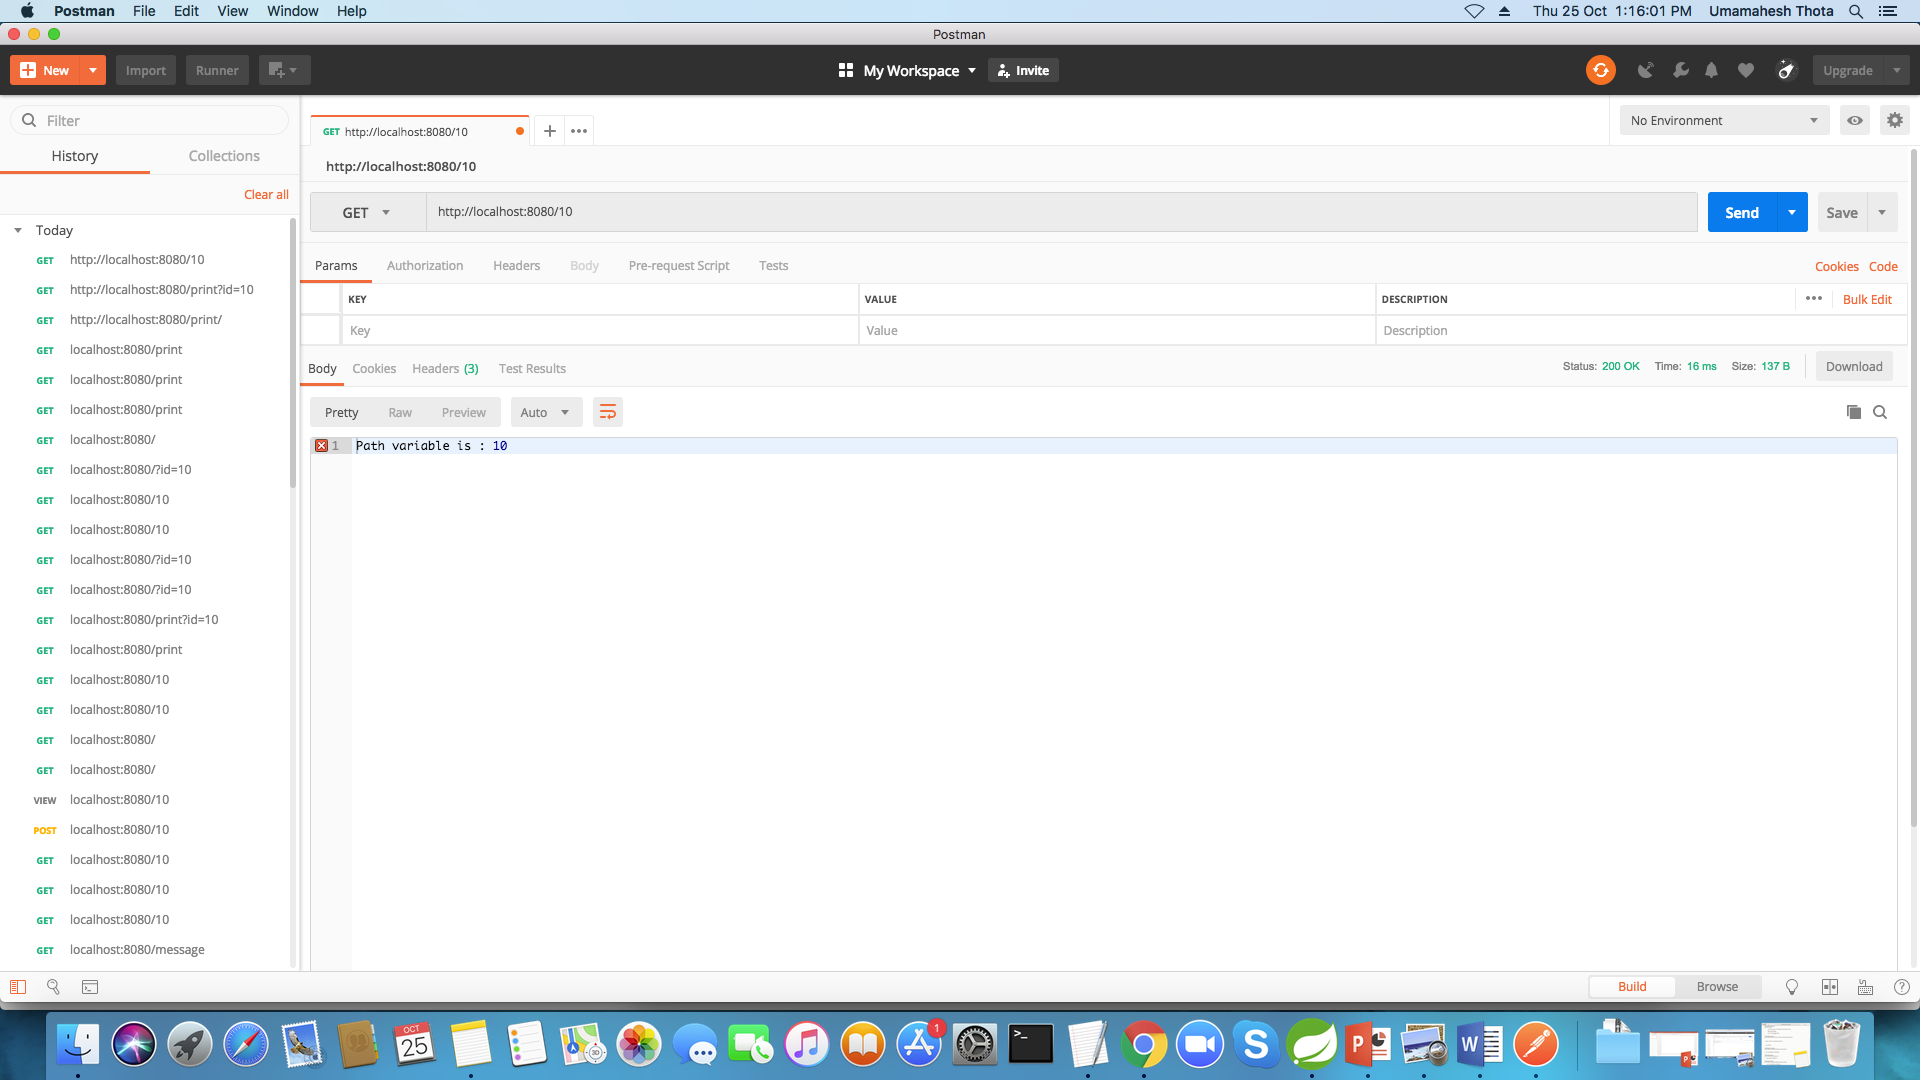 Postman File Edit View Window Help Thu 25 Oct 1:16:01 PM Umamahesh Thota
Postman
New Import Runner My Workspace Invite Upgrade
Filter
History Collections
Clear all
Today
GET http://localhost:8080/10
GET http://localhost:8080/print?id=10
GET http://localhost:8080/print/
GET localhost:8080/print
GET localhost:8080/print
GET localhost:8080/print
GET localhost:8080/
GET localhost:8080/?id=10
GET localhost:8080/10
GET localhost:8080/10
GET localhost:8080/?id=10
GET localhost:8080/?id=10
GET localhost:8080/print?id=10
GET localhost:8080/print
GET localhost:8080/10
GET localhost:8080/10
GET localhost:8080/
GET localhost:8080/
VIEW localhost:8080/10
POST localhost:8080/10
GET localhost:8080/10
GET localhost:8080/10
GET localhost:8080/10
GET localhost:8080/message
GET http://localhost:8080/10
No Environment
http://localhost:8080/10
GET http://localhost:8080/10 Send Save
Params Authorization Headers Body Pre-request Script Tests Cookies Code
KEY VALUE DESCRIPTION Bulk Edit
Key Value Description
Body Cookies Headers (3) Test Results Status: 200 OK Time: 16 ms Size: 137 B Download
Pretty Raw Preview Auto
1 Path variable is : 10
Build Browse
OCT
25
3D
1
>_
S
P
W